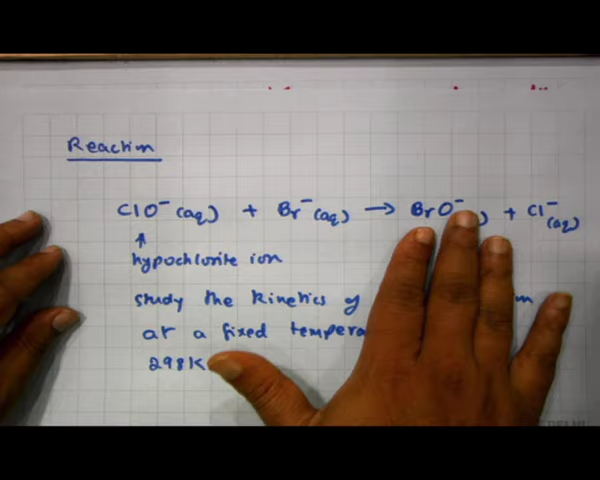 Reaction
ClO⁻(aq) + Br⁻(aq) → BrO⁻ ) + Cl⁻(aq)
↑
hypochlorite ion
study the kinetics of
at a fixed tempera
298K